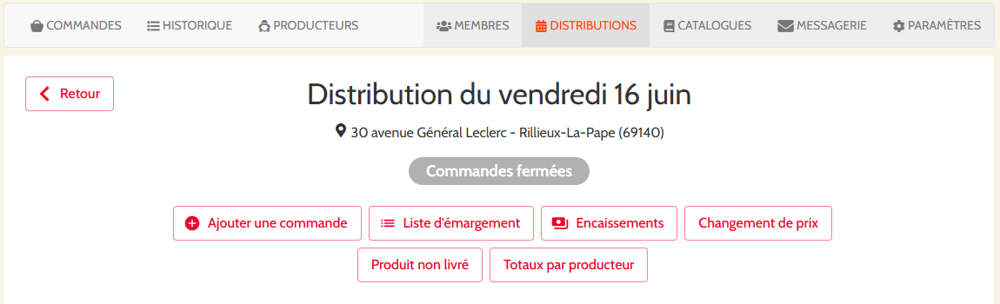 COMMANDES HISTORIQUE PRODUCTEURS MEMBRES DISTRIBUTIONS CATALOGUES MESSAGERIE PARAMÈTRES
Retour
Distribution du vendredi 16 juin
30 avenue Général Leclerc - Rillieux-La-Pape (69140)
Commandes fermées
Ajouter une commande Liste d'émargement Encaissements Changement de prix
Produit non livré Totaux par producteur